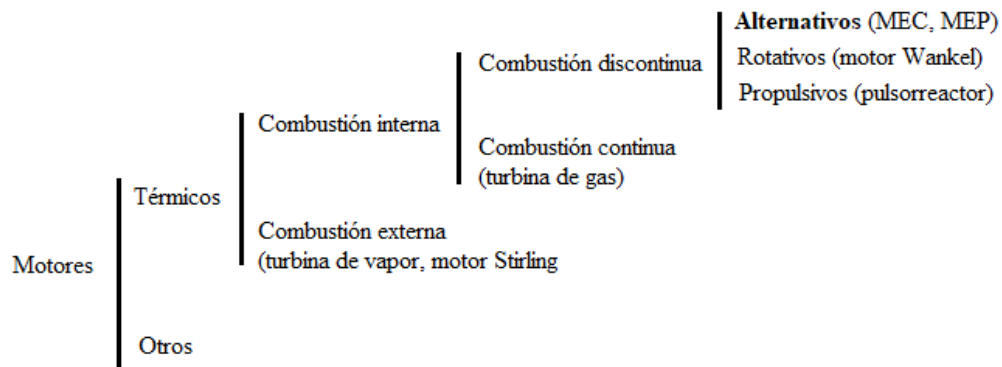 Motores
Térmicos
Otros
Combustión interna
Combustión externa
(turbina de vapor, motor Stirling
Combustión discontinua
Combustión continua
(turbina de gas)
Alternativos (MEC, MEP)
Rotativos (motor Wankel)
Propulsivos (pulsorreactor)